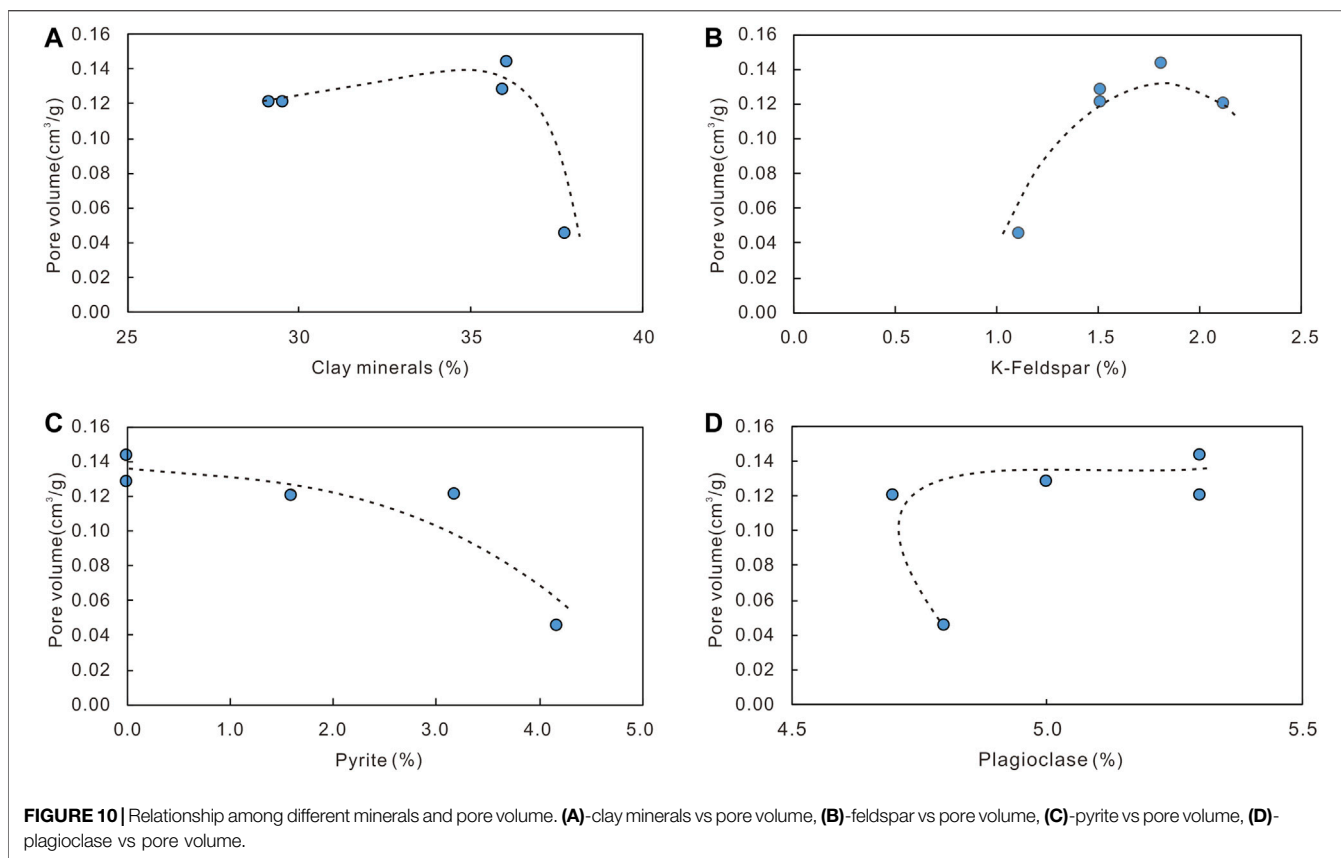 A
0.16
0.14
0.12
0.10
0.08
0.06
0.04
0.02
0.00
Pore volume(cm³/g)
25 30 35 40
Clay minerals (%)
B
0.16
0.14
0.12
0.10
0.08
0.06
0.04
0.02
0.00
Pore volume(cm³/g)
0.0 0.5 1.0 1.5 2.0 2.5
K-Feldspar (%)
C
0.16
0.14
0.12
0.10
0.08
0.06
0.04
0.02
0.00
Pore volume(cm³/g)
0.0 1.0 2.0 3.0 4.0 5.0
Pyrite (%)
D
0.16
0.14
0.12
0.10
0.08
0.06
0.04
0.02
0.00
Pore volume(cm³/g)
4.5 5.0 5.5
Plagioclase (%)
FIGURE 10 | Relationship among different minerals and pore volume. (A)-clay minerals vs pore volume, (B)-feldspar vs pore volume, (C)-pyrite vs pore volume, (D)-
plagioclase vs pore volume.